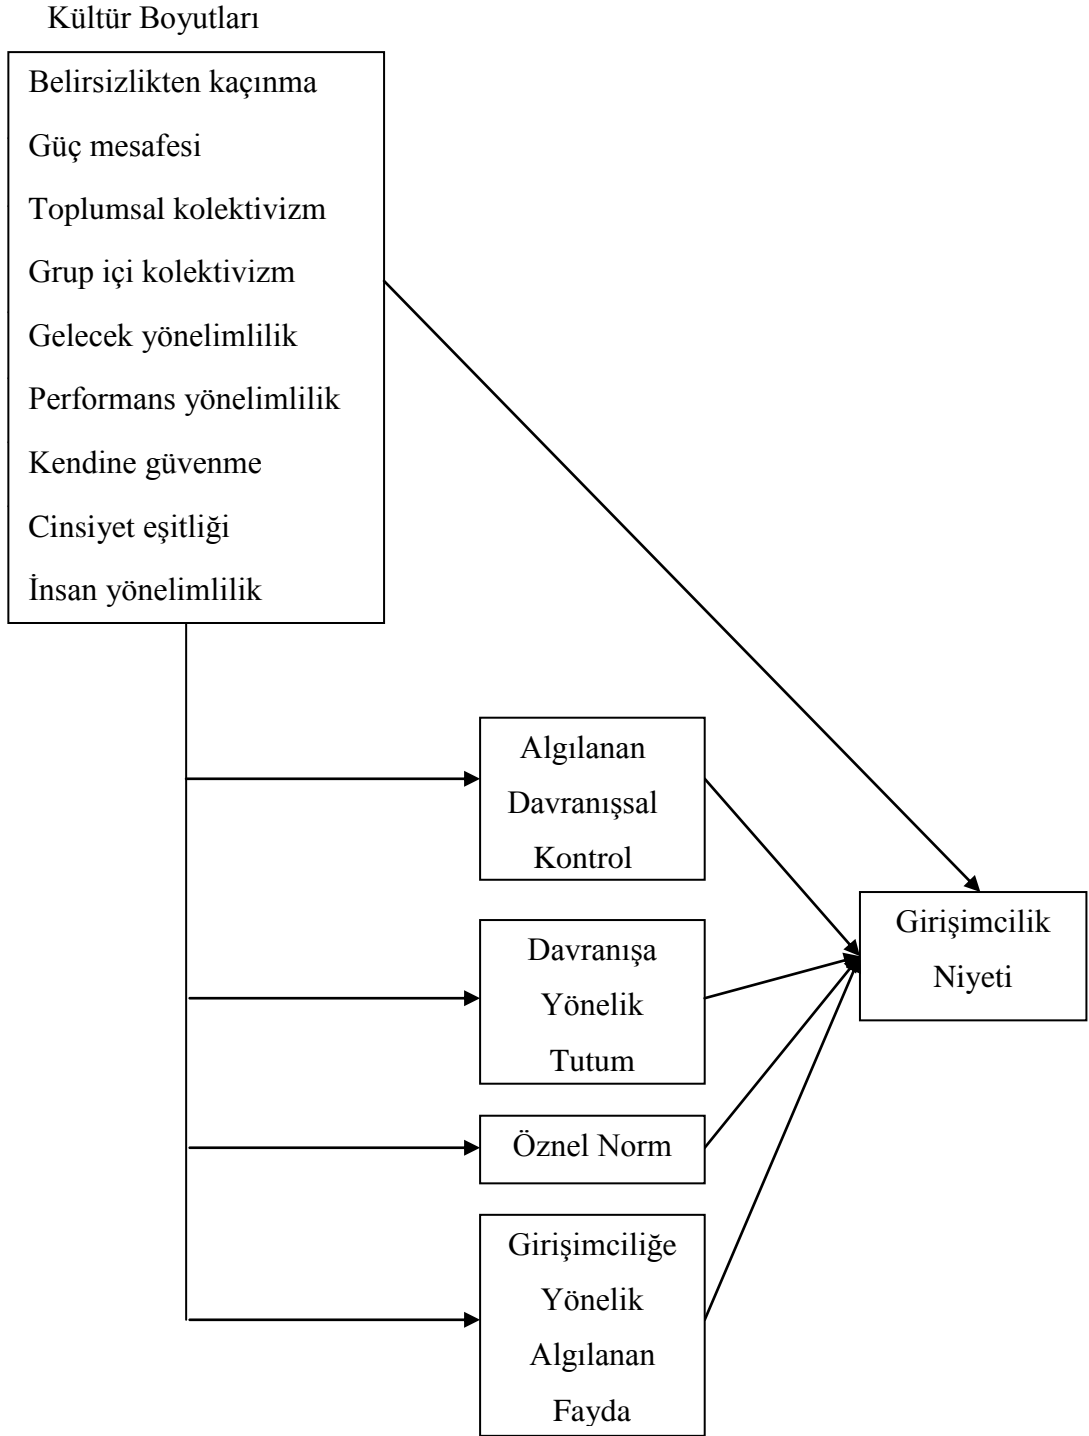 Kültür Boyutları
Belirsizlikten kaçınma
Güç mesafesi
Toplumsal kolektivizm
Grup içi kolektivizm
Gelecek yönelimlilik
Performans yönelimlilik
Kendine güvenme
Cinsiyet eşitliği
İnsan yönelimlilik
Algılanan
Davranışsal
Kontrol
Davranışa
Yönelik
Tutum
Öznel Norm
Girişimciliğe
Yönelik
Algılanan
Fayda
Girişimcilik
Niyeti